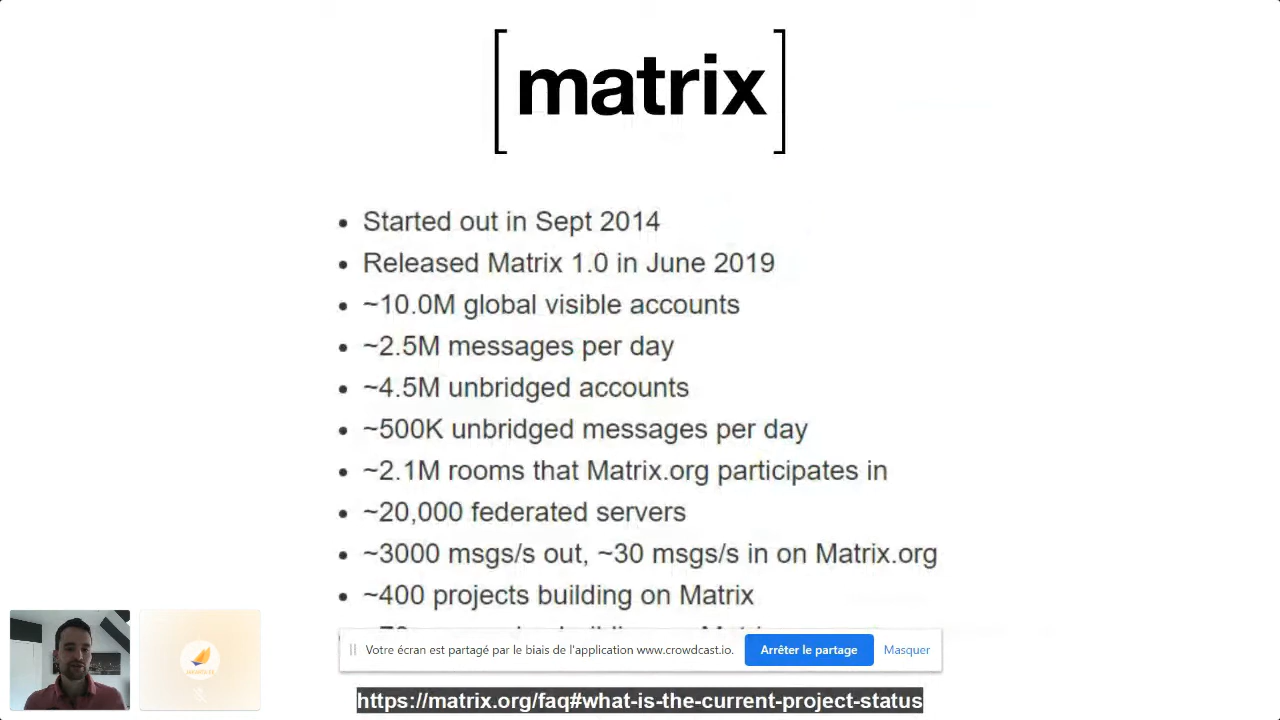 [matrix]
• Started out in Sept 2014
• Released Matrix 1.0 in June 2019
• ~10.0M global visible accounts
• ~2.5M messages per day
• ~4.5M unbridged accounts
• ~500K unbridged messages per day
• ~2.1M rooms that Matrix.org participates in
• ~20,000 federated servers
• ~3000 msgs/s out, ~30 msgs/s in on Matrix.org
• ~400 projects building on Matrix
Votre écran est partagé par le biais de l'application www.crowdcast.io. Arrêter le partage Masquer
https://matrix.org/faq#what-is-the-current-project-status